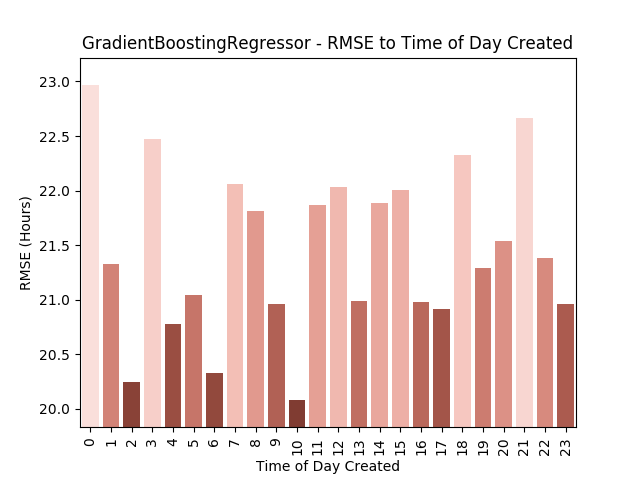 GradientBoostingRegressor - RMSE to Time of Day Created
23.0
22.5
22.0
21.5
21.0
20.5
20.0
RMSE (Hours)
0 1 2 3 4 5 6 7 8 9 10 11 12 13 14 15 16 17 18 19 20 21 22 23
Time of Day Created